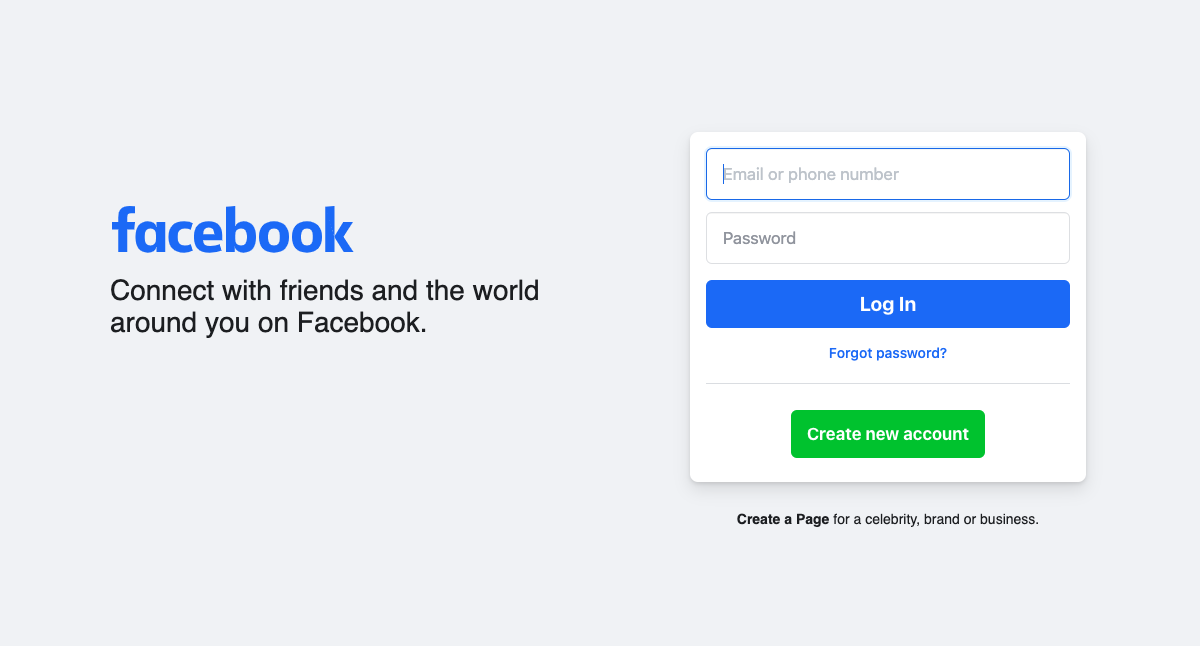 facebook
Connect with friends and the world
around you on Facebook.
Email or phone number
Password
Log In
Forgot password?
Create new account
Create a Page for a celebrity, brand or business.